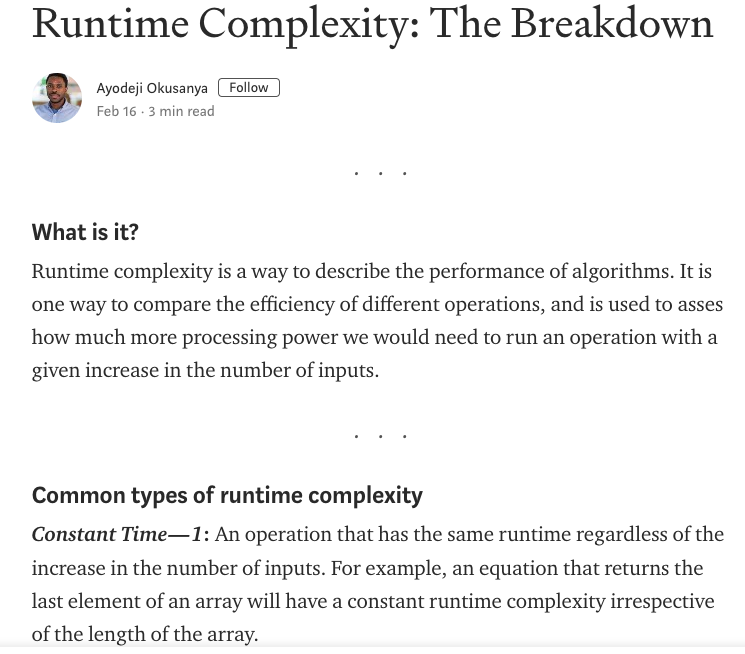 Runtime Complexity: The Breakdown
Ayodeji Okusanya Follow
Feb 16 · 3 min read
. . .
What is it?
Runtime complexity is a way to describe the performance of algorithms. It is
one way to compare the efficiency of different operations, and is used to asses
how much more processing power we would need to run an operation with a
given increase in the number of inputs.
. . .
Common types of runtime complexity
Constant Time—1: An operation that has the same runtime regardless of the
increase in the number of inputs. For example, an equation that returns the
last element of an array will have a constant runtime complexity irrespective
of the length of the array.